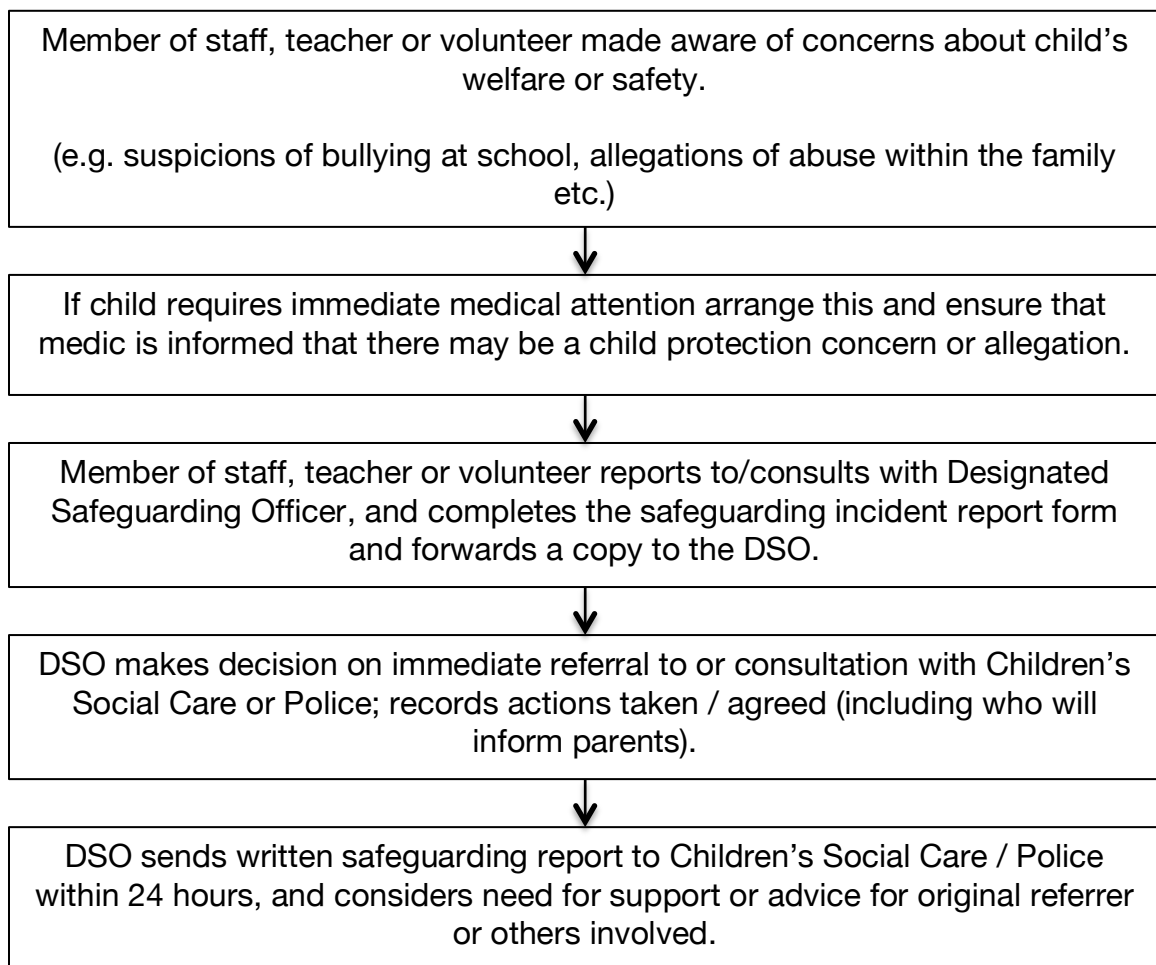 Member of staff, teacher or volunteer made aware of concerns about child’s
welfare or safety.
(e.g. suspicions of bullying at school, allegations of abuse within the family
etc.)
If child requires immediate medical attention arrange this and ensure that
medic is informed that there may be a child protection concern or allegation.
Member of staff, teacher or volunteer reports to/consults with Designated
Safeguarding Officer, and completes the safeguarding incident report form
and forwards a copy to the DSO.
DSO makes decision on immediate referral to or consultation with Children’s
Social Care or Police; records actions taken / agreed (including who will
inform parents).
DSO sends written safeguarding report to Children’s Social Care / Police
within 24 hours, and considers need for support or advice for original referrer
or others involved.